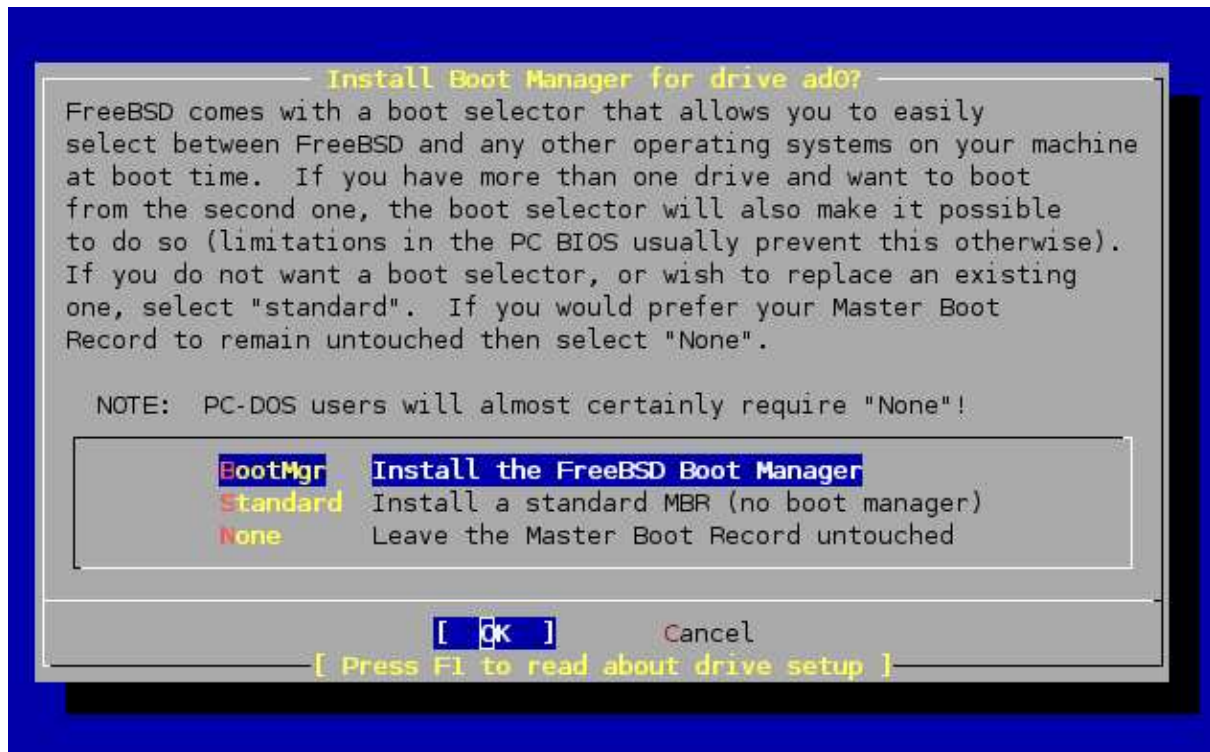 Install Boot Manager for drive ad0?
FreeBSD comes with a boot selector that allows you to easily
select between FreeBSD and any other operating systems on your machine
at boot time.  If you have more than one drive and want to boot
from the second one, the boot selector will also make it possible
to do so (limitations in the PC BIOS usually prevent this otherwise).
If you do not want a boot selector, or wish to replace an existing
one, select "standard".  If you would prefer your Master Boot
Record to remain untouched then select "None".
NOTE:  PC-DOS users will almost certainly require "None"!
BootMgr   Install the FreeBSD Boot Manager
Standard  Install a standard MBR (no boot manager)
None      Leave the Master Boot Record untouched
[  OK  ]      Cancel
[ Press F1 to read about drive setup ]